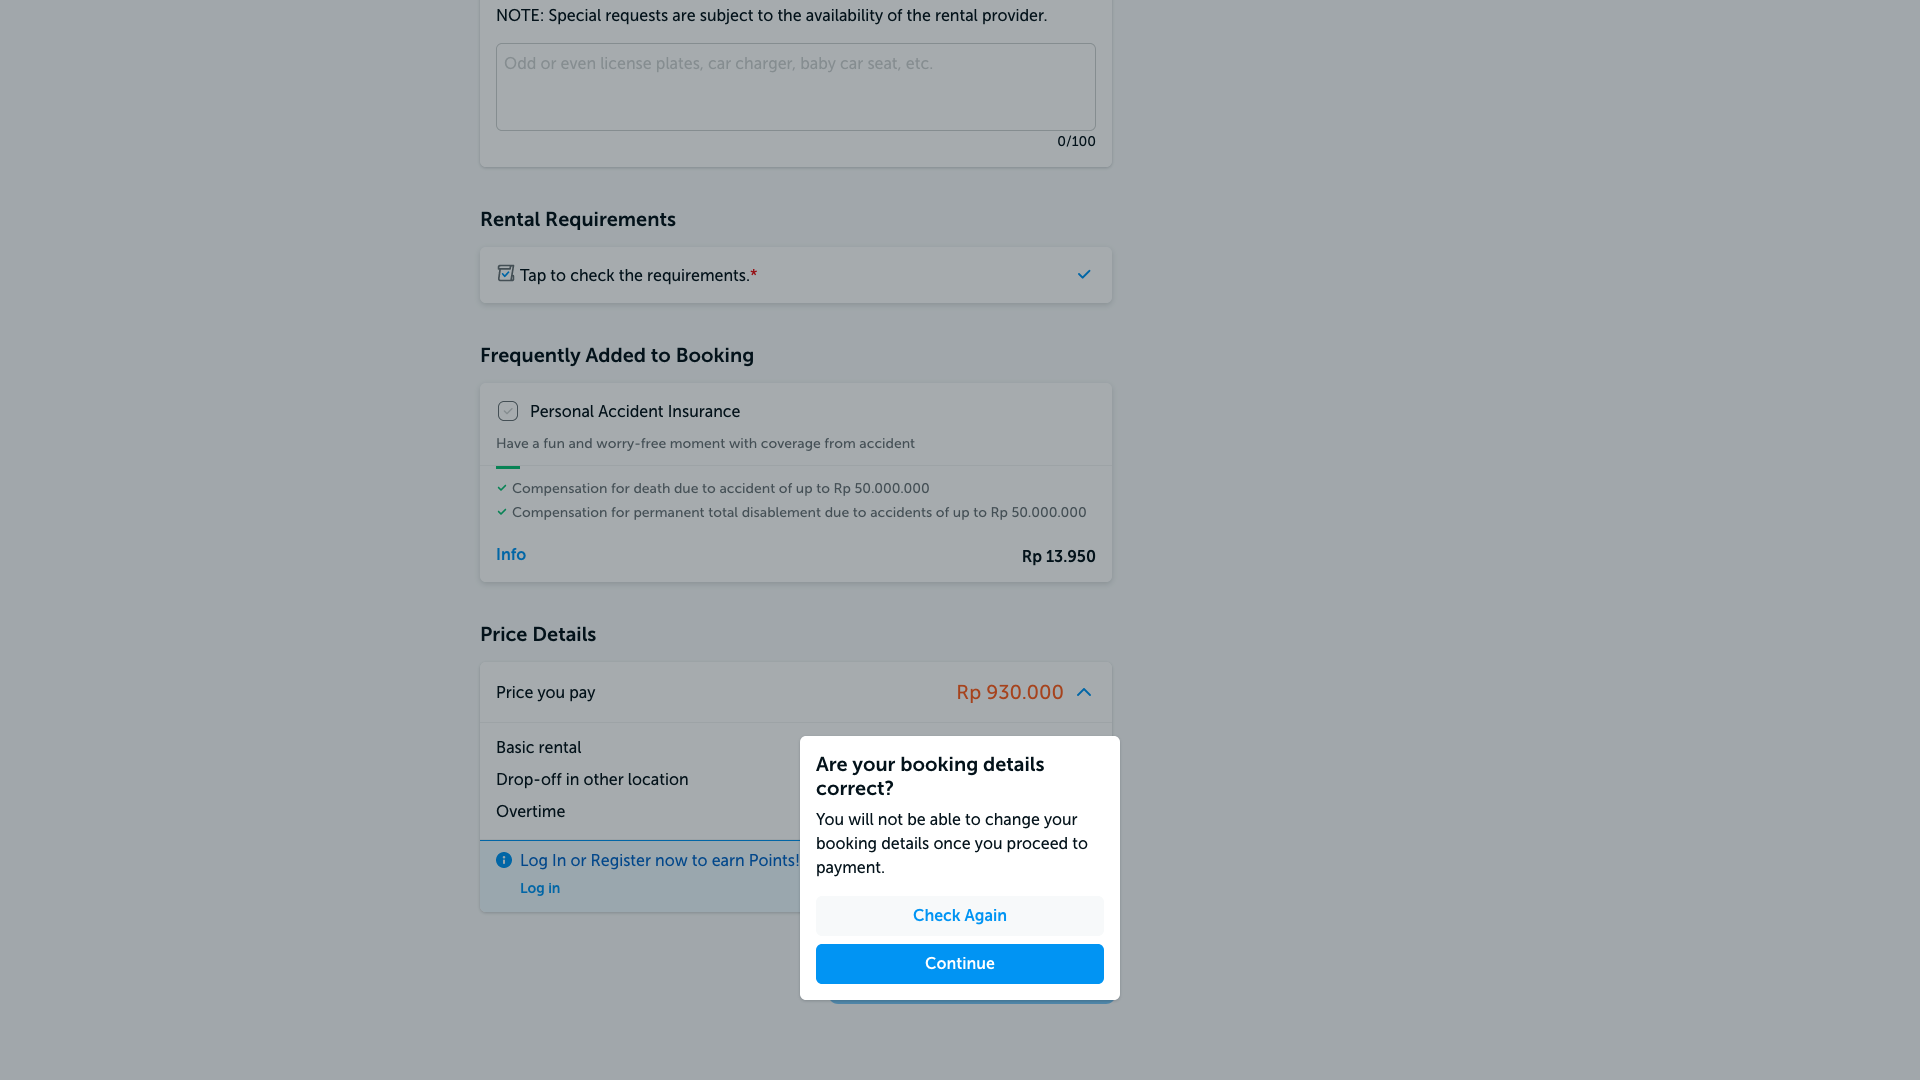 NOTE: Special requests are subject to the availability of the rental provider.
Odd or even license plates, car charger, baby car seat, etc.
0/100
Rental Requirements
Tap to check the requirements.*
Frequently Added to Booking
Personal Accident Insurance
Have a fun and worry-free moment with coverage from accident
Compensation for death due to accident of up to Rp 50.000.000
Compensation for permanent total disablement due to accidents of up to Rp 50.000.000
Info
Rp 13.950
Price Details
Price you pay
Rp 930.000
Basic rental
Drop-off in other location
Overtime
Log In or Register now to earn Points!
Log in
Are your booking details
correct?
You will not be able to change your
booking details once you proceed to
payment.
Check Again
Continue